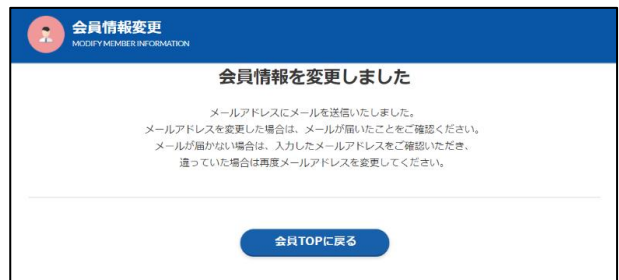 会員情報変更
MODIFY MEMBER INFORMATION
会員情報を変更しました
メールアドレスにメールを送信いたしました。
メールアドレスを変更した場合は、メールが届いたことをご確認ください。
メールが届かない場合は、入力したメールアドレスをご確認いただき、
違っていた場合は再度メールアドレスを変更してください。
会員TOPに戻る